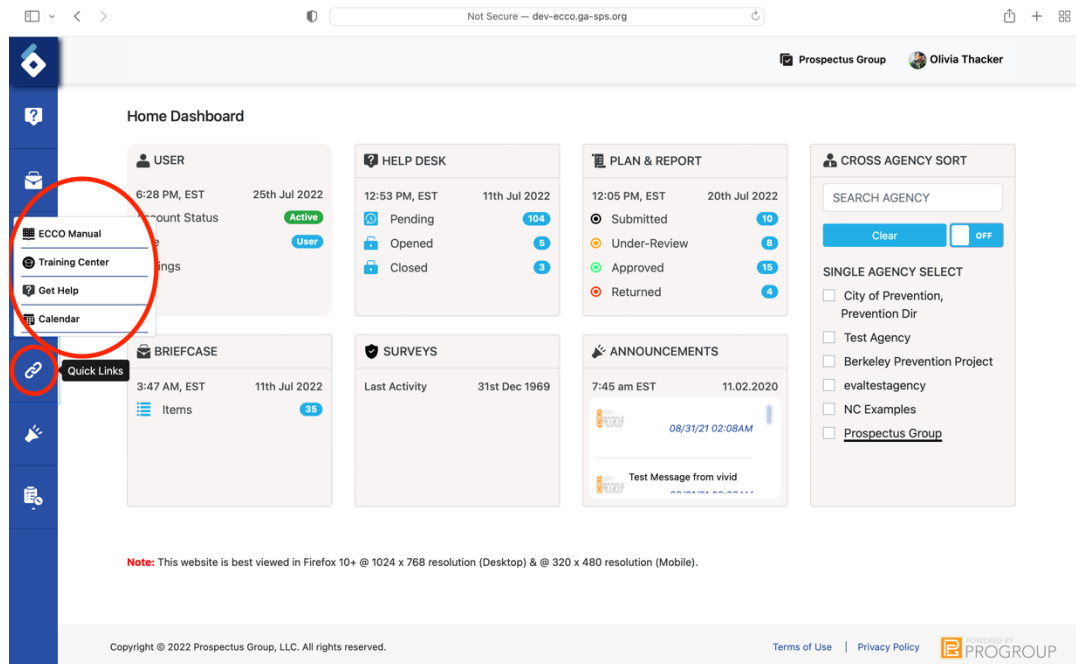 Not Secure — dev-ecco.ga-sps.org
Prospectus Group
Olivia Thacker
Home Dashboard
USER
6:28 PM, EST 25th Jul 2022
ount Status Active
User
ings
HELP DESK
12:53 PM, EST 11th Jul 2022
Pending 104
Opened 5
Closed 3
PLAN & REPORT
12:05 PM, EST 20th Jul 2022
Submitted 10
Under-Review 8
Approved 15
Returned 4
CROSS AGENCY SORT
SEARCH AGENCY
Clear OFF
SINGLE AGENCY SELECT
City of Prevention,
Prevention Dir
Test Agency
Berkeley Prevention Project
evaltestagency
NC Examples
Prospectus Group
ECCO Manual
Training Center
Get Help
Calendar
Quick Links
BRIEFCASE
3:47 AM, EST 11th Jul 2022
Items 35
SURVEYS
Last Activity 31st Dec 1969
ANNOUNCEMENTS
7:45 am EST 11.02.2020
08/31/21 02:08AM
Test Message from vivid
Note: This website is best viewed in Firefox 10+ @ 1024 x 768 resolution (Desktop) & @ 320 x 480 resolution (Mobile).
Copyright © 2022 Prospectus Group, LLC. All rights reserved.
Terms of Use | Privacy Policy
POWERED BY
PROGROUP